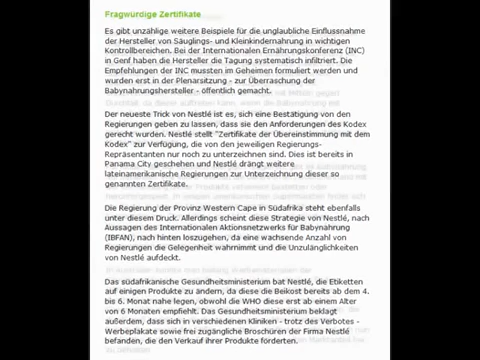 Fragwürdige Zertifikate
Es gibt unzählige weitere Beispiele für die unglaubliche Einflussnahme
der Hersteller von Säuglings- und Kleinkindernahrung in wichtigen
Kontrollbereichen. Bei der Internationalen Ernährungskonferenz (INC)
in Genf haben die Hersteller die Tagung systematisch infiltriert. Die
Empfehlungen der INC mussten im Geheimen formuliert werden und
wurden erst in der Plenarsitzung - zur Überraschung der
Babynahrungshersteller - öffentlich gemacht.
Der neueste Trick von Nestlé ist es, sich eine Bestätigung von den
Regierungen geben zu lassen, dass sie den Anforderungen des Kodex
gerecht wurden. Nestlé stellt "Zertifikate der Übereinstimmung mit dem
Kodex" zur Verfügung, die von den jeweiligen Regierungs-
Repräsentanten nur noch zu unterzeichnen sind. Dies ist bereits in
Panama City geschehen und Nestlé drängt weitere
lateinamerikanische Regierungen zur Unterzeichnung dieser so
genannten Zertifikate.
Die Regierung der Provinz Western Cape in Südafrika steht ebenfalls
unter diesem Druck. Allerdings scheint diese Strategie von Nestlé, nach
Aussagen des Internationalen Aktionsnetzwerks für Babynahrung
(IBFAN), nach hinten loszugehen, da eine wachsende Anzahl von
Regierungen die Gelegenheit wahrnimmt und die Unzulänglichkeiten
von Nestlé aufdeckt.
Das südafrikanische Gesundheitsministerium bat Nestlé, die Etiketten
auf einigen Produkten zu ändern, da diese die Beikost bereits ab dem 4.
bis 6. Monat nahe legen, obwohl die WHO diese erst ab einem Alter
von 6 Monaten empfiehlt. Das Gesundheitsministerium beklagt
außerdem, dass sich in verschiedenen Kliniken - trotz des Verbotes -
Werbeplakate sowie frei zugängliche Broschüren der Firma Nestlé
befanden, die den Verkauf ihrer Produkte förderten.